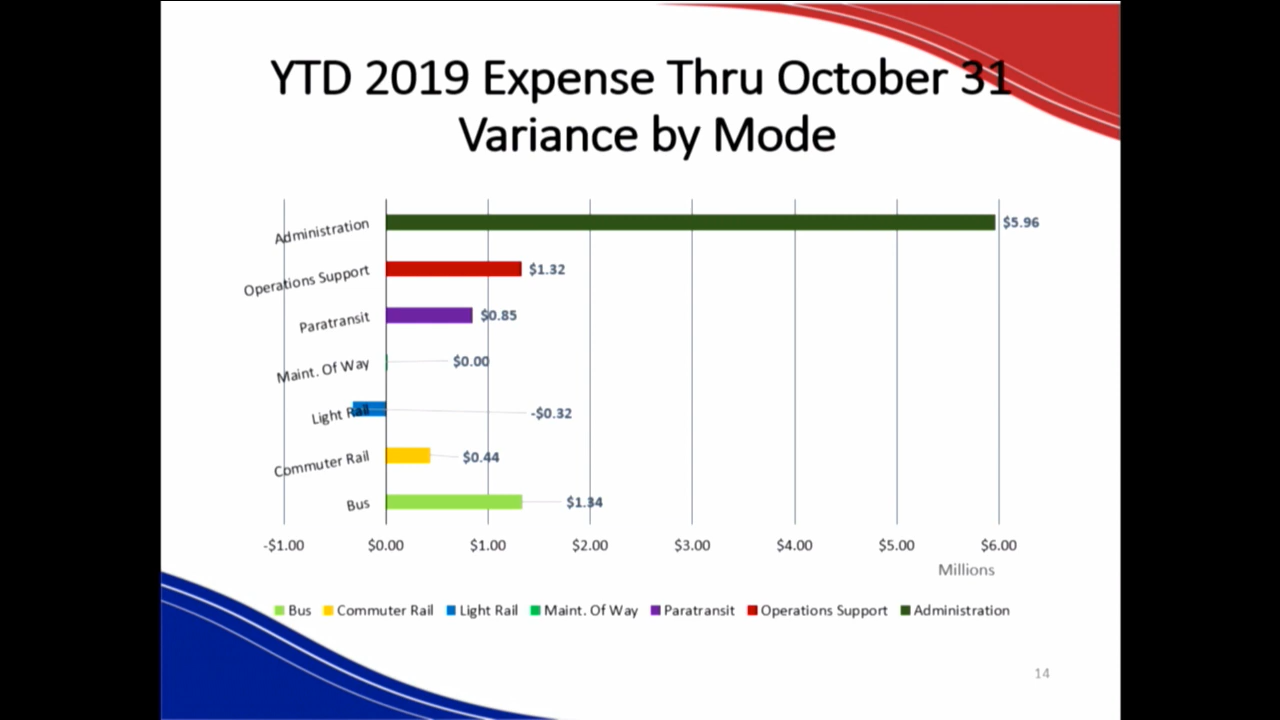 YTD 2019 Expense Thru October 31
Variance by Mode
Administration
$5.96
Operations Support
$1.32
Paratransit
$0.85
Maint. Of Way
$0.00
Light Rail
-$0.32
Commuter Rail
$0.44
Bus
$1.34
-$1.00 $0.00 $1.00 $2.00 $3.00 $4.00 $5.00 $6.00
Millions
Bus Commuter Rail Light Rail Maint. Of Way Paratransit Operations Support Administration
14